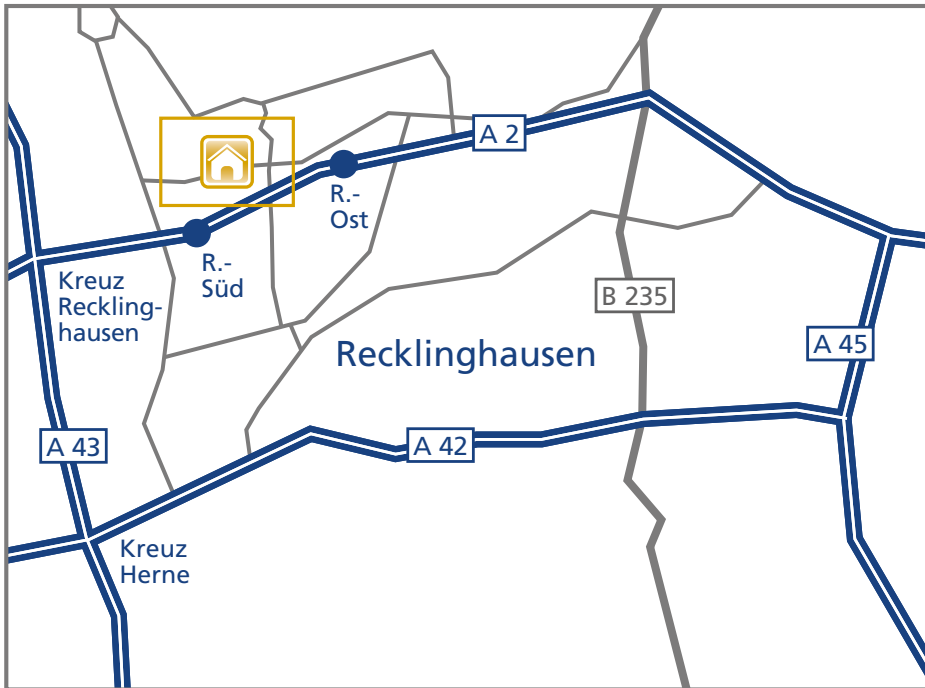 A 2
R.-
Ost
R.-
Süd
Kreuz
Reckling-
hausen
B 235
Recklinghausen
A 45
A 43
A 42
Kreuz
Herne